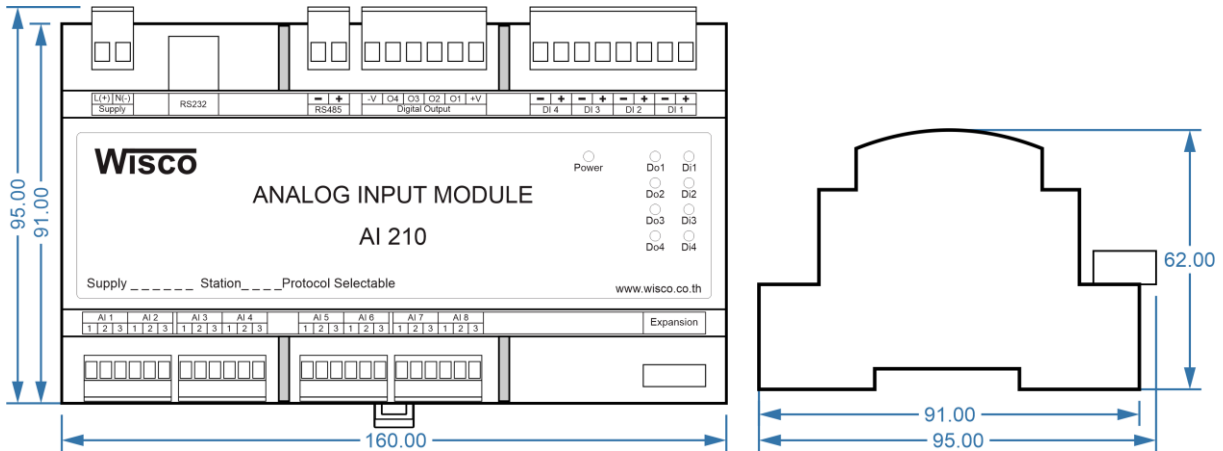 L(+) N(-)
Supply
RS232
− +
RS485
-V O4 O3 O2 O1 +V
Digital Output
− + − + − + − +
DI 4 DI 3 DI 2 DI 1
Wisco
ANALOG INPUT MODULE
AI 210
Power
Do1 Di1
Do2 Di2
Do3 Di3
Do4 Di4
Supply _ _ _ _ _ _ Station_ _ _ _Protocol Selectable
www.wisco.co.th
AI 1 AI 2 AI 3 AI 4 AI 5 AI 6 AI 7 AI 8
1 2 3 1 2 3 1 2 3 1 2 3 1 2 3 1 2 3 1 2 3 1 2 3
Expansion
95.00
91.00
160.00
62.00
91.00
95.00